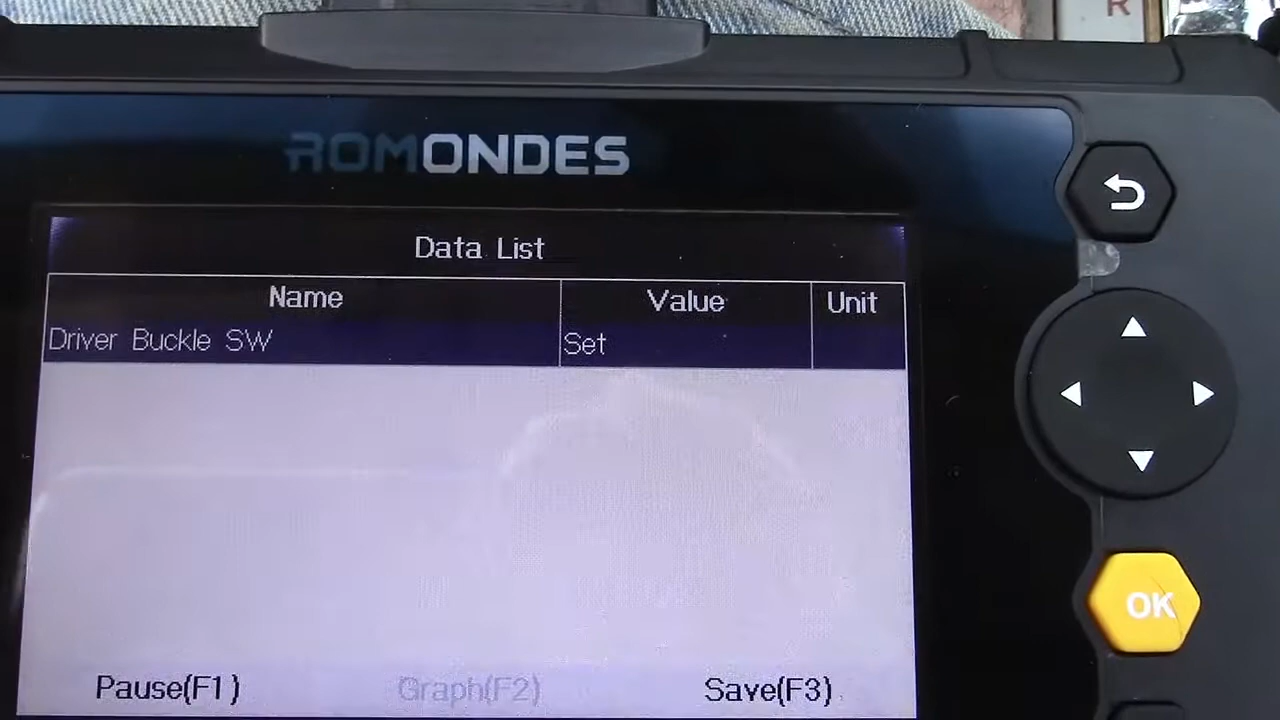 R
ROMONDES
Data List
Name Value Unit
Driver Buckle SW Set
OK
Pause(F1) Graph(F2) Save(F3)